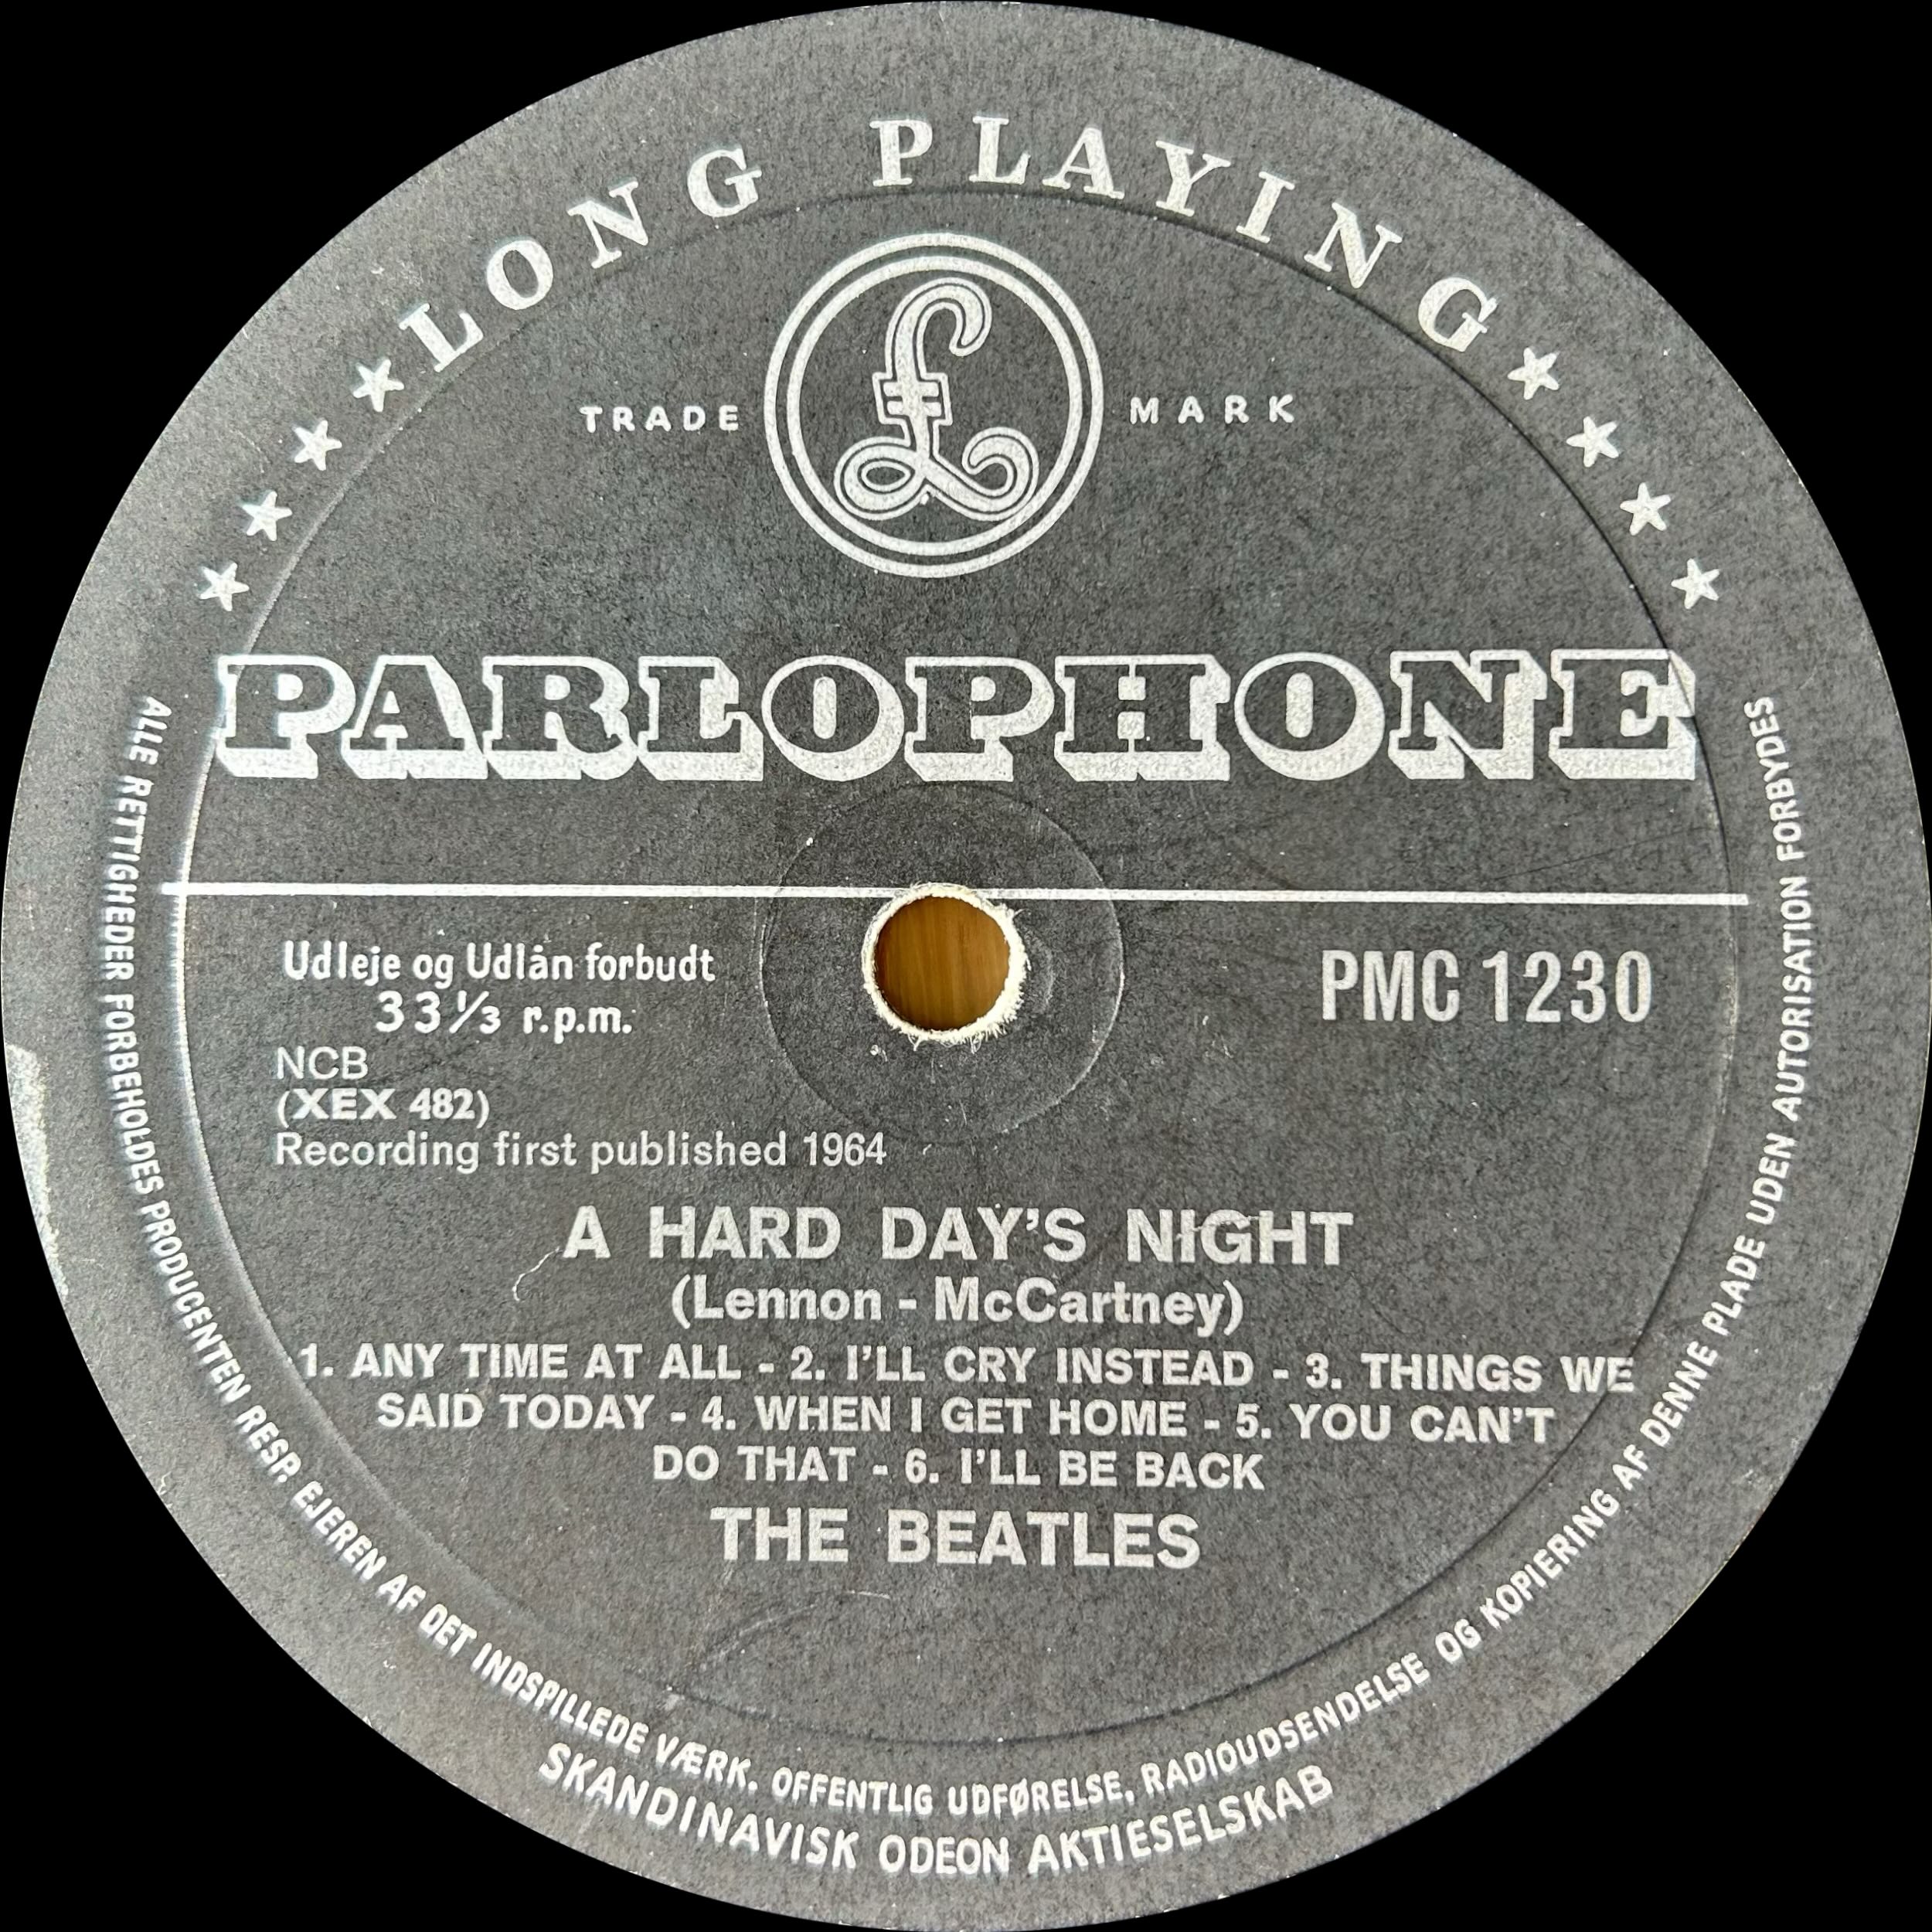 ★ ★ ★ ★ LONG PLAYING ★ ★ ★ ★
TRADE £ MARK
PARLOPHONE
Udleje og Udlån forbudt
33⅓ r.p.m.
PMC 1230
NCB
(XEX 482)
Recording first published 1964
A HARD DAY'S NIGHT
(Lennon - McCartney)
1. ANY TIME AT ALL - 2. I'LL CRY INSTEAD - 3. THINGS WE
SAID TODAY - 4. WHEN I GET HOME - 5. YOU CAN'T
DO THAT - 6. I'LL BE BACK
THE BEATLES
ALLE RETTIGHEDER FORBEHOLDES PRODUCENTEN RESP. EJEREN AF DET INDSPILLEDE VÆRK. OFFENTLIG UDFØRELSE, RADIOUDSENDELSE OG KOPIERING AF DENNE PLADE UDEN AUTORISATION FORBYDES
SKANDINAVISK ODEON AKTIESELSKAB